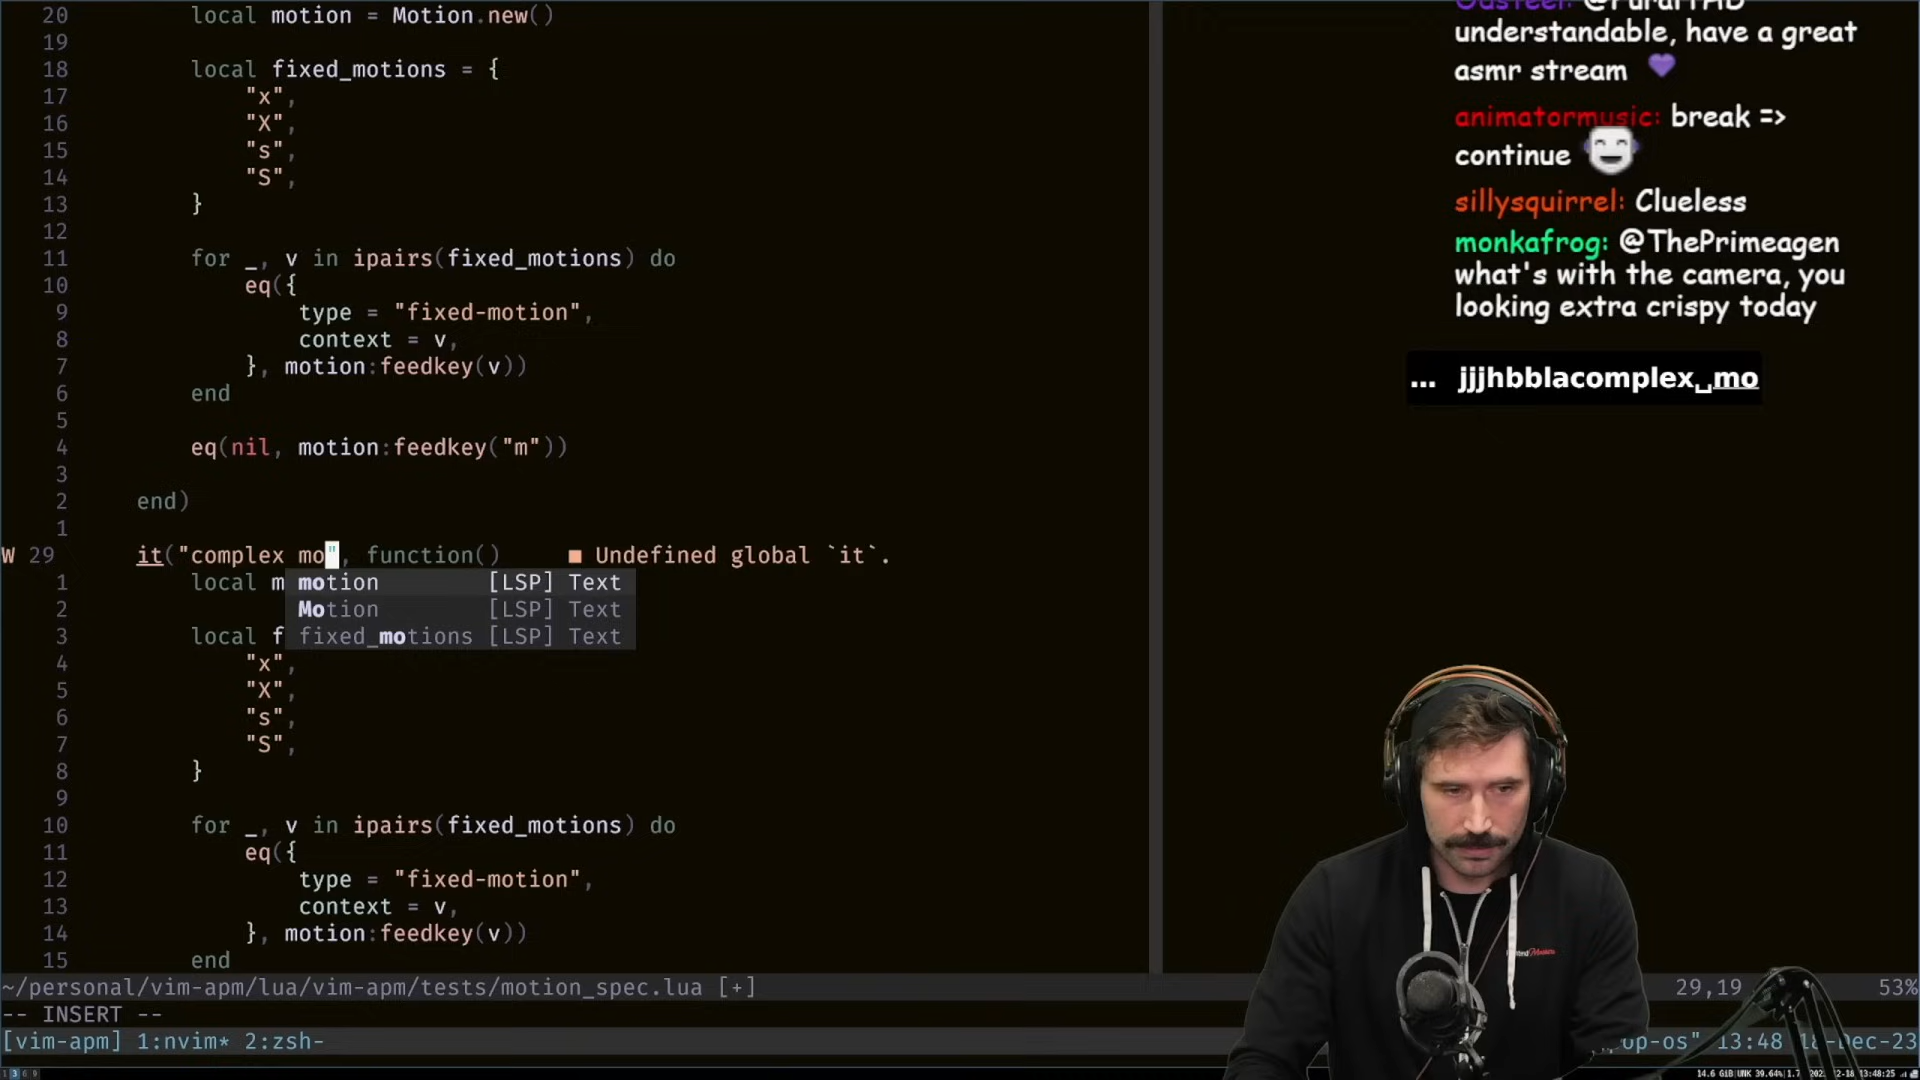 20 local motion = Motion.new()
19
18 local fixed_motions = {
17 "x",
16 "X",
15 "s",
14 "S",
13 }
12
11 for _, v in ipairs(fixed_motions) do
10 eq({
9 type = "fixed-motion",
8 context = v,
7 }, motion:feedkey(v))
6 end
5
4 eq(nil, motion:feedkey("m"))
3
2 end)
1
W 29 it("complex mo", function() ■ Undefined global `it`.
1 local m motion [LSP] Text
2 Motion [LSP] Text
3 local f fixed_motions [LSP] Text
4 "x",
5 "X",
6 "s",
7 "S",
8 }
9
10 for _, v in ipairs(fixed_motions) do
11 eq({
12 type = "fixed-motion",
13 context = v,
14 }, motion:feedkey(v))
15 end
~/personal/vim-apm/lua/vim-apm/tests/motion_spec.lua [+] 29,19 53%
-- INSERT --
[vim-apm] 1:nvim* 2:zsh- op-os" 13:48 18-Dec-23
understandable, have a great
asmr stream
animatormusic: break =>
continue
sillysquirrel: Clueless
monkafrog: @ThePrimeagen
what's with the camera, you
looking extra crispy today
... jjjhbblacomplex␣mo